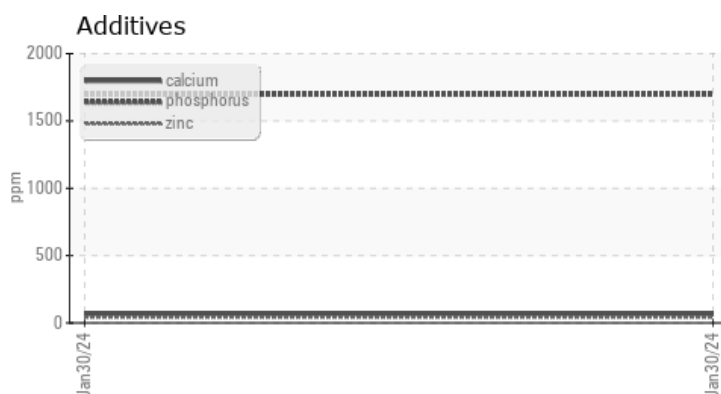 Additives
2000
calcium
phosphorus
zinc
1500
1000
ppm
500
0
Jan30/24
Jan30/24